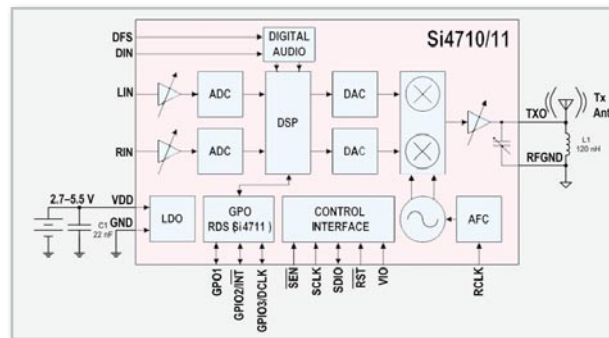 DFS
DIN
DIGITAL
AUDIO
Si4710/11
LIN
ADC
DSP
DAC
TXO
Tx
Ant
RIN
ADC
DAC
RFGND
L1
120 nH
2.7–5.5 V
VDD
C1
22 nF
GND
LDO
GPO
RDS (Si4711)
CONTROL
INTERFACE
AFC
GPO1
GPIO2/INT
GPIO3/DCLK
SEN
SCLK
SDIO
RST
VIO
RCLK